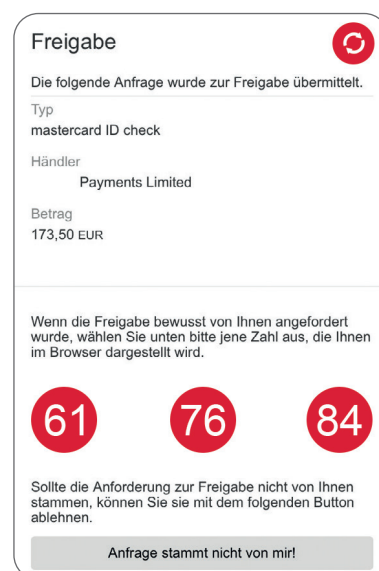 Freigabe
Die folgende Anfrage wurde zur Freigabe übermittelt.
Typ
mastercard ID check
Händler
Payments Limited
Betrag
173,50 EUR
Wenn die Freigabe bewusst von Ihnen angefordert
wurde, wählen Sie unten bitte jene Zahl aus, die Ihnen
im Browser dargestellt wird.
61 76 84
Sollte die Anforderung zur Freigabe nicht von Ihnen
stammen, können Sie sie mit dem folgenden Button
ablehnen.
Anfrage stammt nicht von mir!